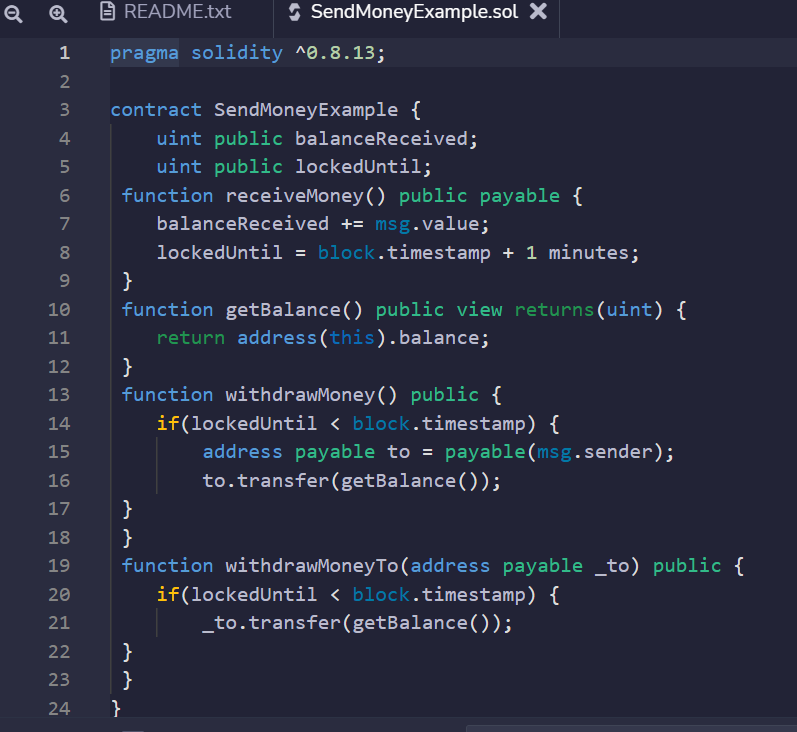 README.txt SendMoneyExample.sol
1 pragma solidity ^0.8.13;
2
3 contract SendMoneyExample {
4 uint public balanceReceived;
5 uint public lockedUntil;
6 function receiveMoney() public payable {
7 balanceReceived += msg.value;
8 lockedUntil = block.timestamp + 1 minutes;
9 }
10 function getBalance() public view returns(uint) {
11 return address(this).balance;
12 }
13 function withdrawMoney() public {
14 if(lockedUntil < block.timestamp) {
15 address payable to = payable(msg.sender);
16 to.transfer(getBalance());
17 }
18 }
19 function withdrawMoneyTo(address payable _to) public {
20 if(lockedUntil < block.timestamp) {
21 _to.transfer(getBalance());
22 }
23 }
24 }